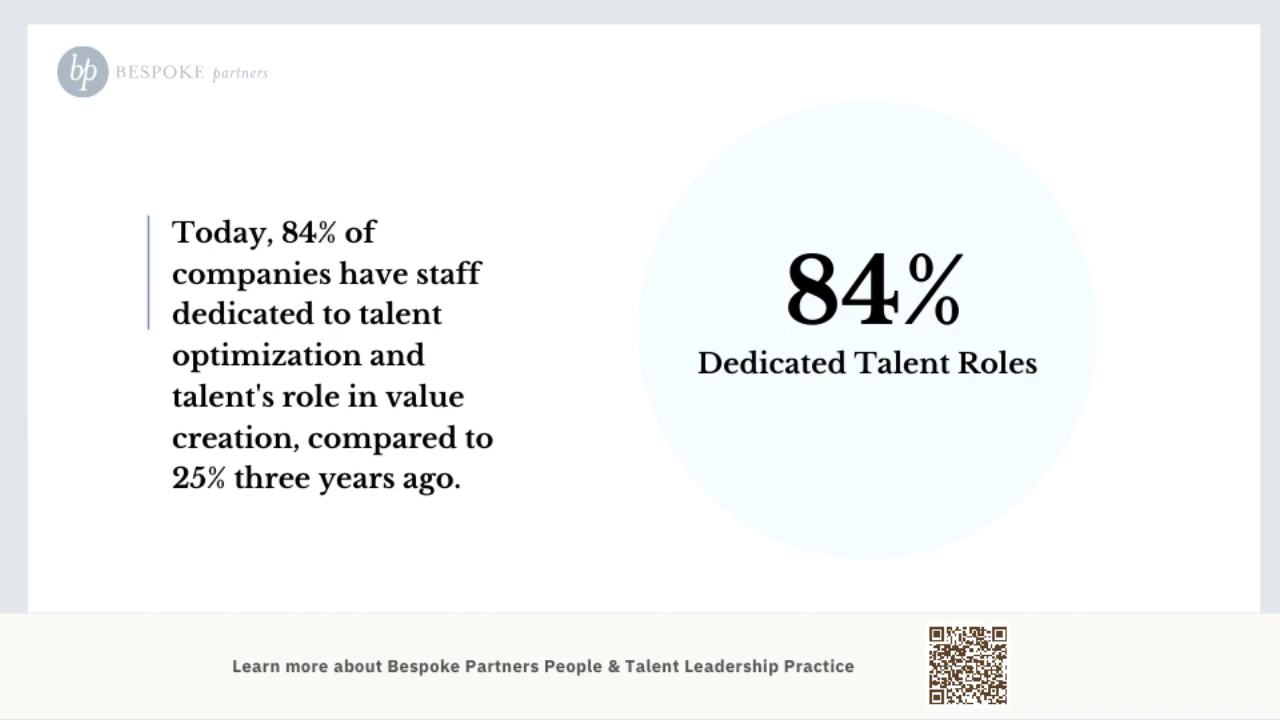 bp BESPOKE partners
Today, 84% of
companies have staff
dedicated to talent
optimization and
talent's role in value
creation, compared to
25% three years ago.
84%
Dedicated Talent Roles
Learn more about Bespoke Partners People & Talent Leadership Practice